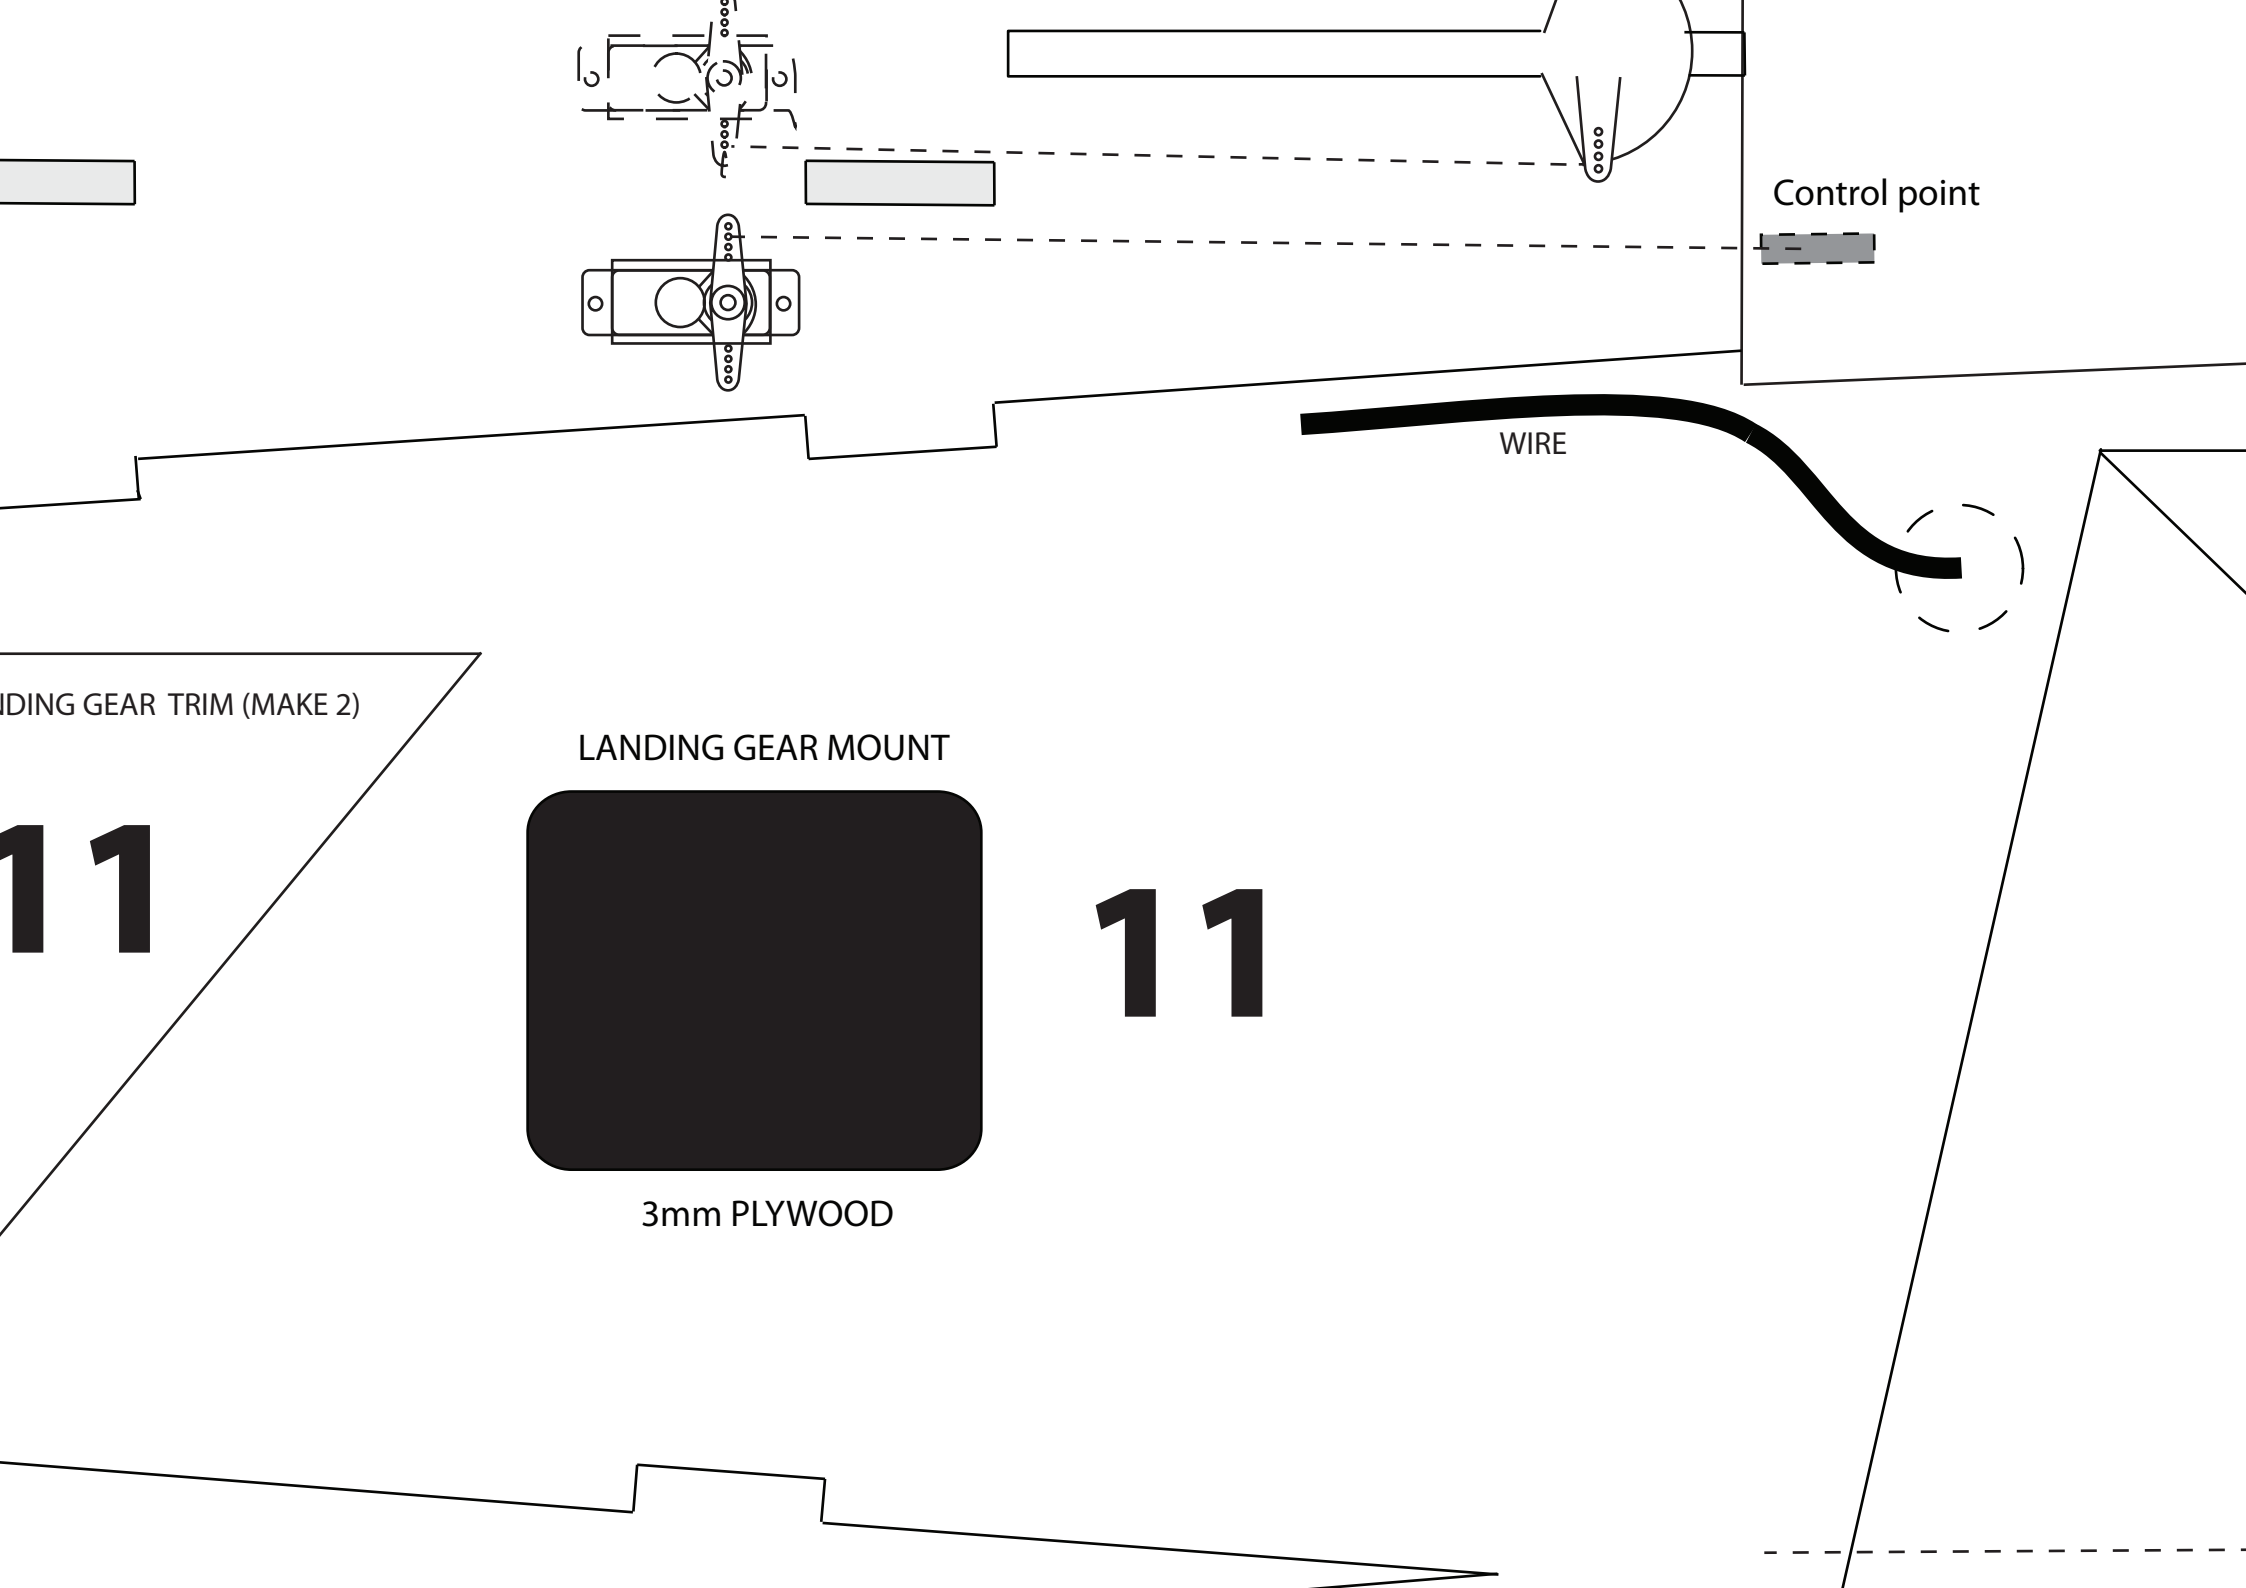 Control point
WIRE
NDING GEAR TRIM (MAKE 2)
LANDING GEAR MOUNT
11
11
3mm PLYWOOD